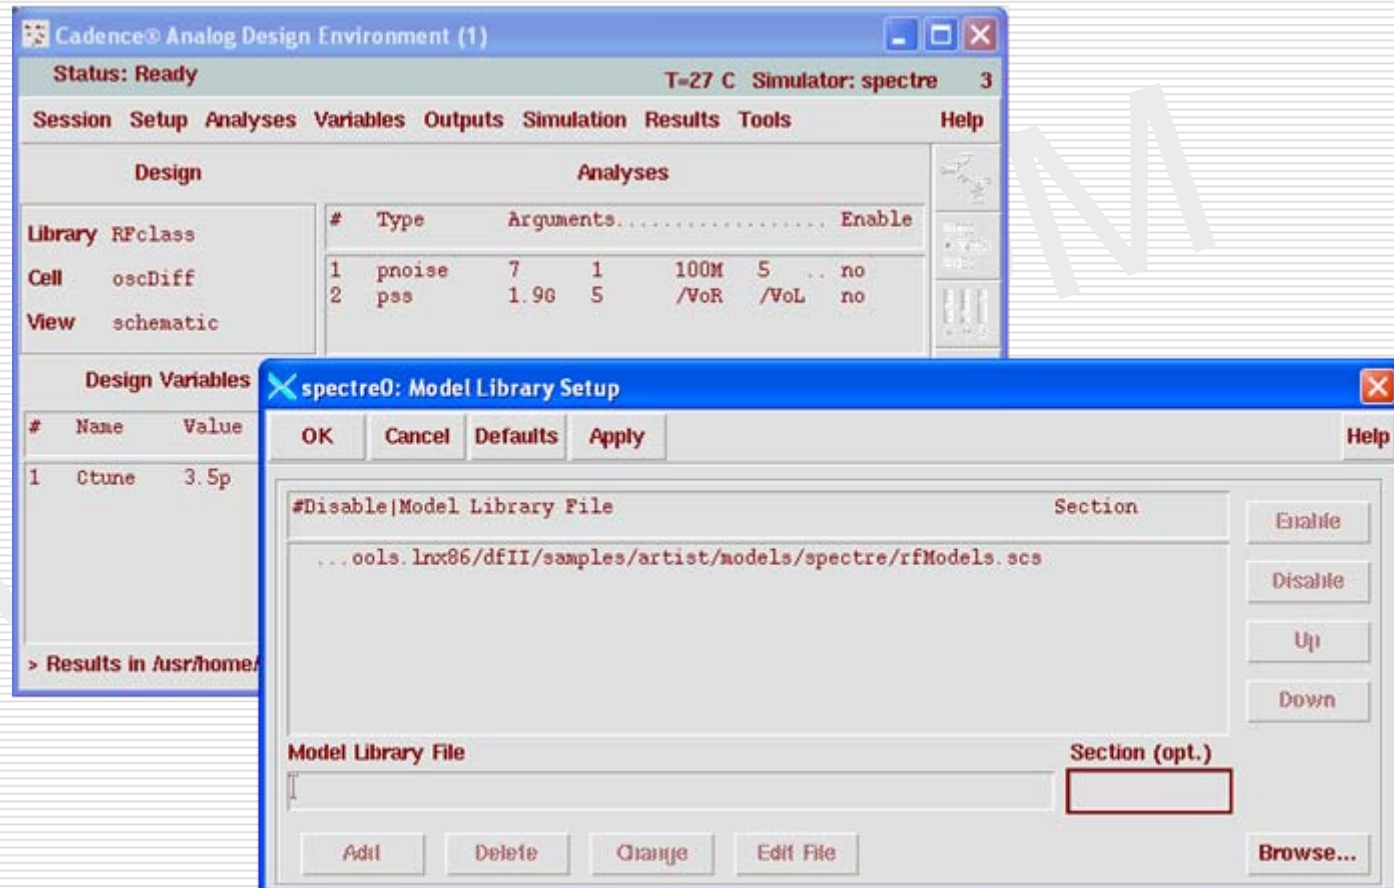 Cadence® Analog Design Environment (1)
Status: Ready T=27 C Simulator: spectre 3
Session Setup Analyses Variables Outputs Simulation Results Tools Help
Design
Library RFclass
Cell oscDiff
View schematic
Analyses
# Type Arguments................... Enable
1 pnoise 7 1 100M 5 .. no
2 pss 1.9G 5 /VoR /VoL no
Design Variables
# Name Value
1 Ctune 3.5p
> Results in /usr/home/
spectre0: Model Library Setup
OK Cancel Defaults Apply Help
#Disable|Model Library File Section
...ools.lnx86/dfII/samples/artist/models/spectre/rfModels.scs
Enable
Disable
Up
Down
Model Library File Section (opt.)
Add Delete Change Edit File Browse...